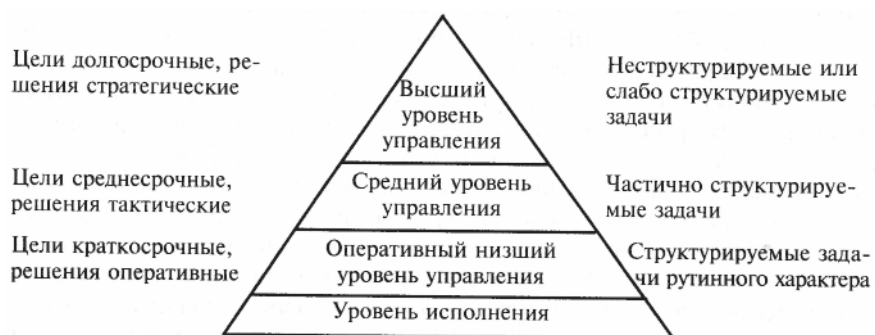 Цели долгосрочные, ре-
шения стратегические
Высший
уровень
управления
Неструктурируемые или
слабо структурируемые
задачи
Цели среднесрочные,
решения тактические
Средний уровень
управления
Частично структурируе-
мые задачи
Цели краткосрочные,
решения оперативные
Оперативный низший
уровень управления
Структурируемые зада-
чи рутинного характера
Уровень исполнения